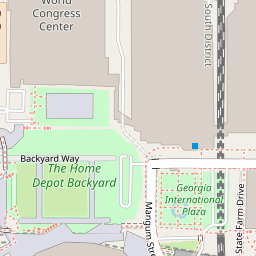 World
Congress
Center
South District
Backyard Way
The Home
Depot Backyard
Georgia
International
Plaza
Mangum Str
State Farm Drive